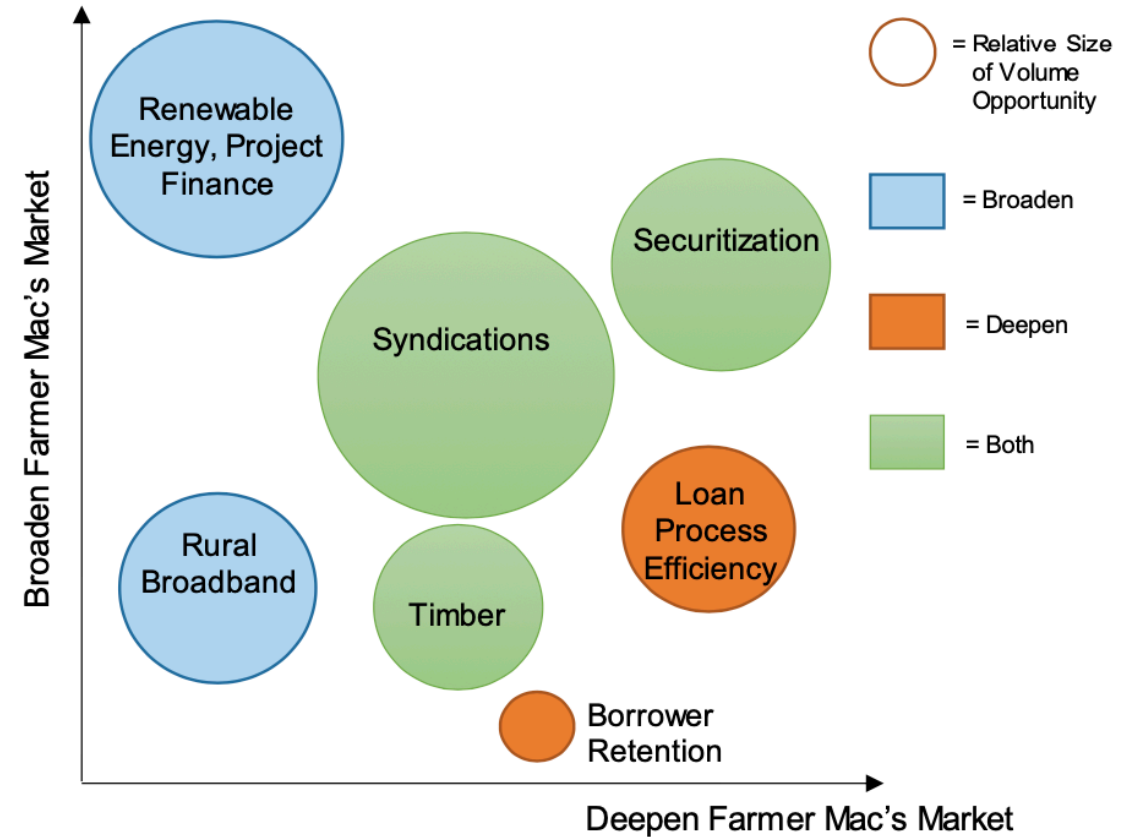 Broaden Farmer Mac's Market
Renewable
Energy, Project
Finance
Securitization
Syndications
Loan
Process
Efficiency
Rural
Broadband
Timber
Borrower
Retention
Deepen Farmer Mac's Market
= Relative Size
of Volume
Opportunity
= Broaden
= Deepen
= Both